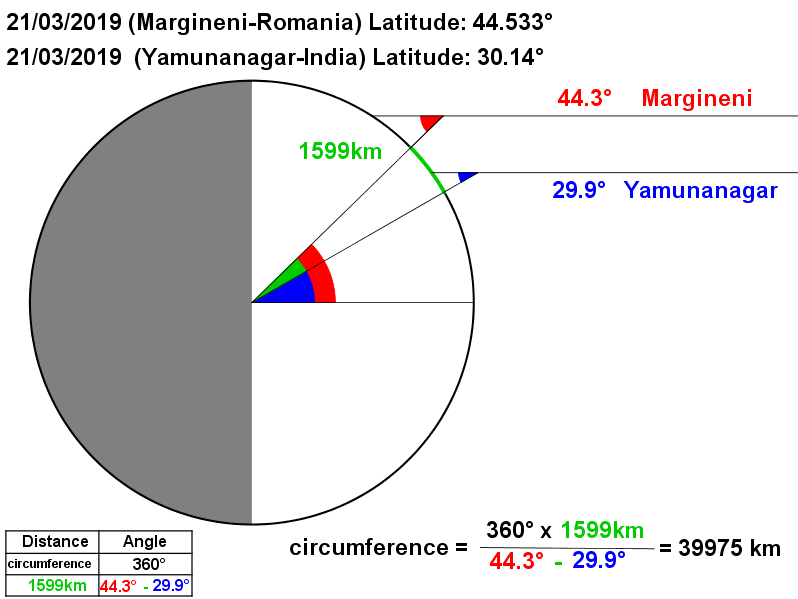 21/03/2019 (Margineni-Romania) Latitude: 44.533°
21/03/2019 (Yamunanagar-India) Latitude: 30.14°
44.3° Margineni
1599km
29.9° Yamunanagar
Distance Angle
circumference 360°
1599km 44.3° - 29.9°
360° x 1599km
circumference = = 39975 km
44.3° - 29.9°